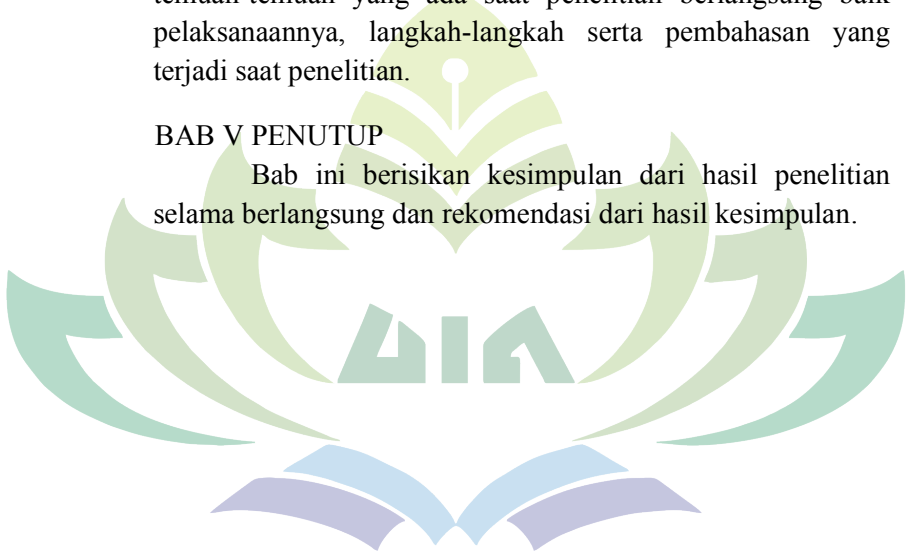 temuan-temuan yang ada saat penelitian berlangsung baik
pelaksanaannya, langkah-langkah serta pembahasan yang
terjadi saat penelitian.
BAB V PENUTUP
Bab ini berisikan kesimpulan dari hasil penelitian
selama berlangsung dan rekomendasi dari hasil kesimpulan.
UIN